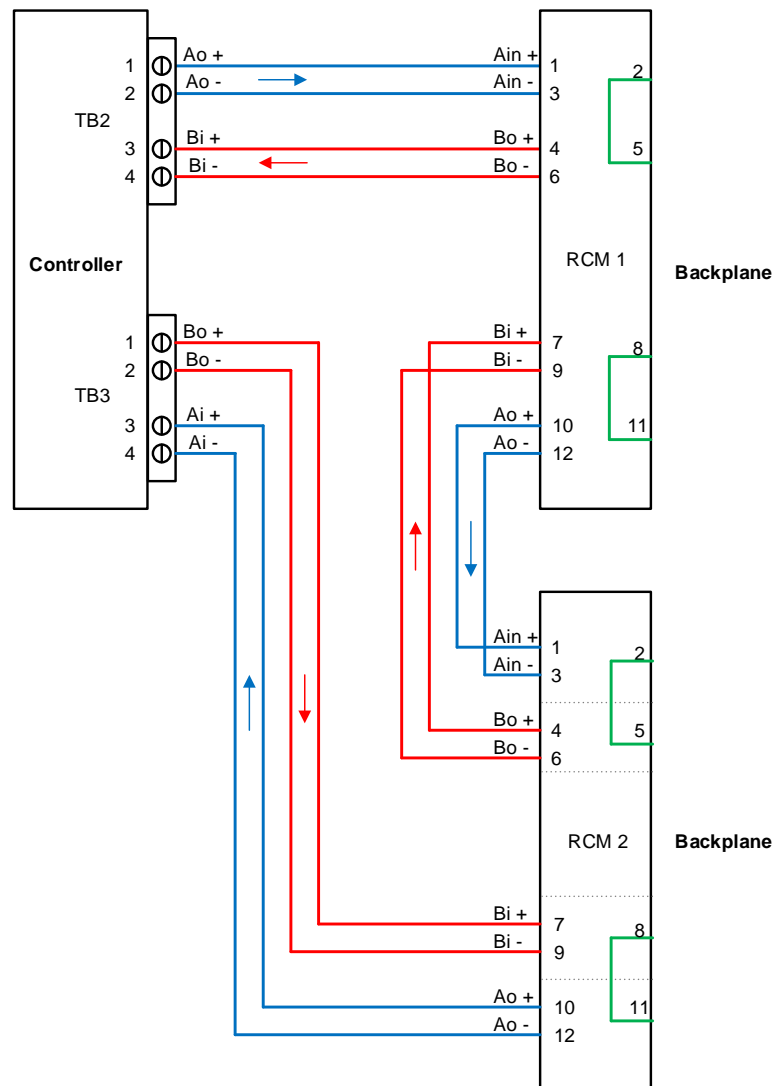 Ao + Ain +
1 1 2
Ao - Ain -
2 3
TB2
Bi + Bo +
3 4 5
Bi - Bo -
4 6
Controller RCM 1 Backplane
Bo + Bi +
1 7 8
Bo - Bi -
2 9
TB3
Ai + Ao +
3 10 11
Ai - Ao -
4 12
Ain +
1 2
Ain -
3
Bo +
4 5
Bo -
6
RCM 2 Backplane
Bi +
7 8
Bi -
9
Ao +
10 11
Ao -
12